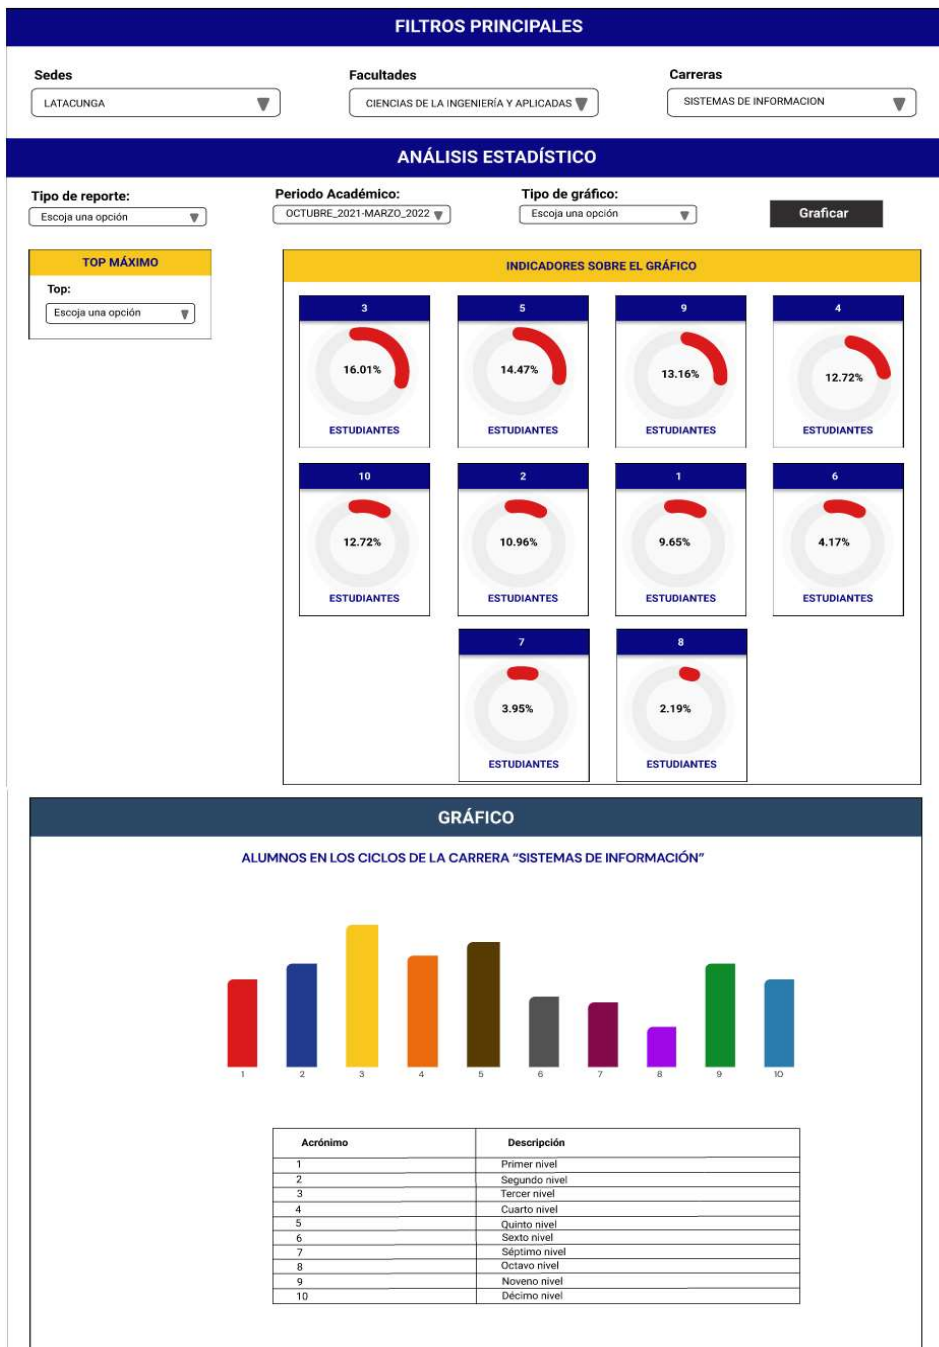 FILTROS PRINCIPALES
Sedes Facultades Carreras
LATACUNGA CIENCIAS DE LA INGENIERÍA Y APLICADAS SISTEMAS DE INFORMACION
ANÁLISIS ESTADÍSTICO
Tipo de reporte: Periodo Académico: Tipo de gráfico:
Escoja una opción OCTUBRE_2021-MARZO_2022 Escoja una opción Graficar
TOP MÁXIMO
Top:
Escoja una opción
INDICADORES SOBRE EL GRÁFICO
3 5 9 4
16.01% 14.47% 13.16% 12.72%
ESTUDIANTES ESTUDIANTES ESTUDIANTES ESTUDIANTES
10 2 1 6
12.72% 10.96% 9.65% 4.17%
ESTUDIANTES ESTUDIANTES ESTUDIANTES ESTUDIANTES
7 8
3.95% 2.19%
ESTUDIANTES ESTUDIANTES
GRÁFICO
ALUMNOS EN LOS CICLOS DE LA CARRERA “SISTEMAS DE INFORMACIÓN”
1 2 3 4 5 6 7 8 9 10
Acrónimo Descripción
1 Primer nivel
2 Segundo nivel
3 Tercer nivel
4 Cuarto nivel
5 Quinto nivel
6 Sexto nivel
7 Séptimo nivel
8 Octavo nivel
9 Noveno nivel
10 Décimo nivel